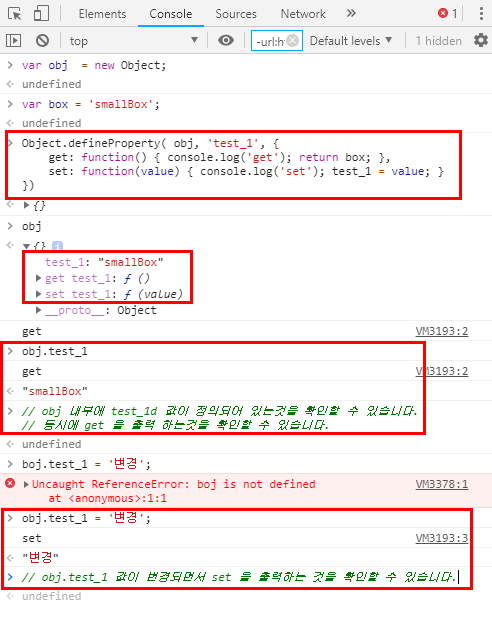 Elements Console Sources Network » 1
top -url:h Default levels 1 hidden
> var obj  = new Object;
undefined
> var box = 'smallBox';
undefined
> Object.defineProperty( obj, 'test_1', {
get: function() { console.log('get'); return box; },
set: function(value) { console.log('set'); test_1 = value; }
})
{}
> obj
{} i
test_1: "smallBox"
get test_1: ƒ ()
set test_1: ƒ (value)
__proto__: Object
get VM3193:2
> obj.test_1
get VM3193:2
"smallBox"
> // obj 내부에 test_1d 값이 정의되어 있는것을 확인할 수 있습니다.
// 동시에 get 을 출력 하는것을 확인할 수 있습니다.
undefined
> boj.test_1 = '변경';
Uncaught ReferenceError: boj is not defined VM3378:1
at <anonymous>:1:1
> obj.test_1 = '변경';
set VM3193:3
"변경"
> // obj.test_1 값이 변경되면서 set 을 출력하는 것을 확인할 수 있습니다.
undefined